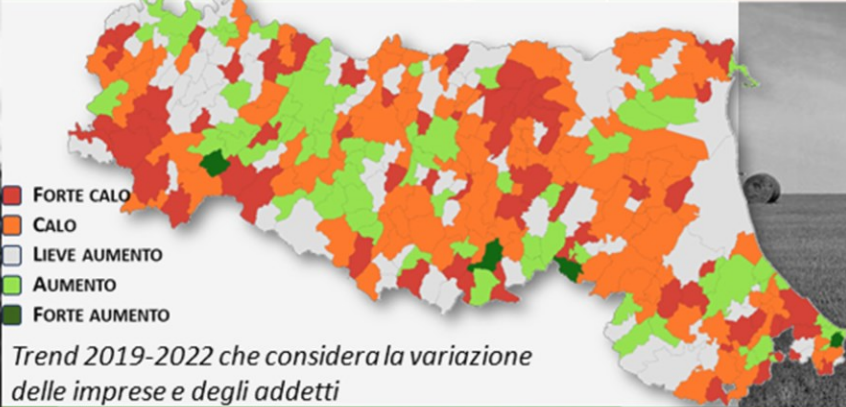 FORTE CALO
CALO
LIEVE AUMENTO
AUMENTO
FORTE AUMENTO
Trend 2019-2022 che considera la variazione
delle imprese e degli addetti